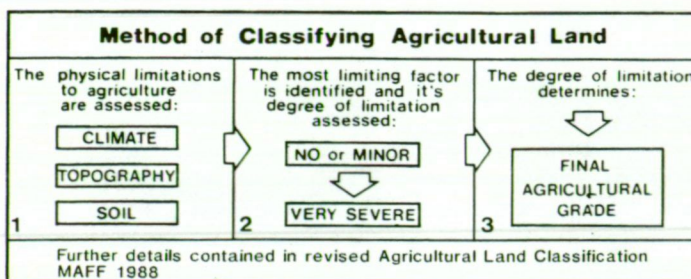 Method of Classifying Agricultural Land
The physical limitations
to agriculture
are assessed:
CLIMATE
TOPOGRAPHY
SOIL
1
The most limiting factor
is identified and it's
degree of limitation
assessed:
NO or MINOR
VERY SEVERE
2
The degree of limitation
determines:
FINAL
AGRICULTURAL
GRADE
3
Further details contained in revised Agricultural Land Classification
MAFF 1988